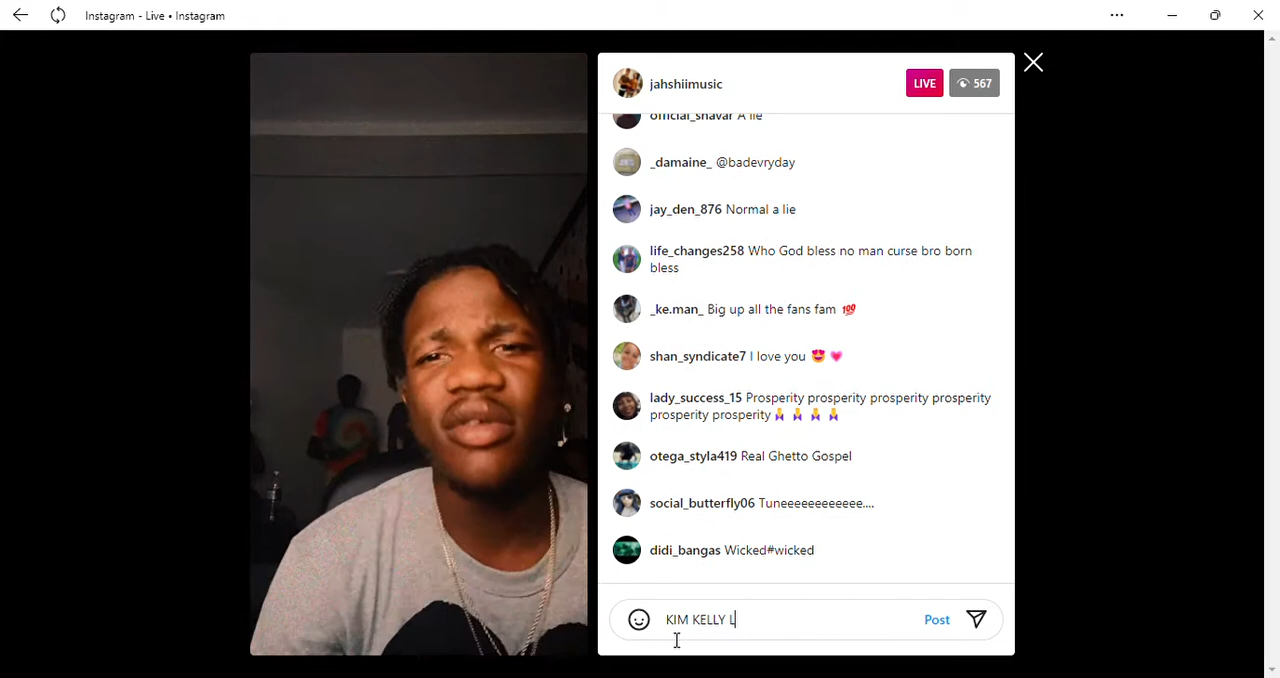 Instagram - Live • Instagram
jahshiimusic
LIVE
567
official_shavar A lie
_damaine_ @badevryday
jay_den_876 Normal a lie
life_changes258 Who God bless no man curse bro born
bless
_ke.man_ Big up all the fans fam 💯
shan_syndicate7 I love you 😍 💗
lady_success_15 Prosperity prosperity prosperity prosperity
prosperity prosperity
otega_styla419 Real Ghetto Gospel
social_butterfly06 Tuneeeeeeeeeeee....
didi_bangas Wicked#wicked
KIM KELLY L
Post